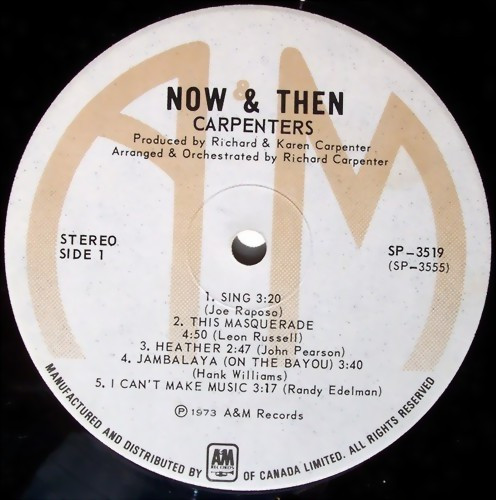 A&M
NOW & THEN
CARPENTERS
Produced by Richard & Karen Carpenter
Arranged & Orchestrated by Richard Carpenter
STEREO
SIDE 1
SP-3519
(SP-3555)
1. SING 3:20
(Joe Raposo)
2. THIS MASQUERADE
4:50 (Leon Russell)
3. HEATHER 2:47 (John Pearson)
4. JAMBALAYA (ON THE BAYOU) 3:40
(Hank Williams)
5. I CAN'T MAKE MUSIC 3:17 (Randy Edelman)
Ⓟ 1973 A&M Records
MANUFACTURED AND DISTRIBUTED BY A&M RECORDS OF CANADA LIMITED. ALL RIGHTS RESERVED